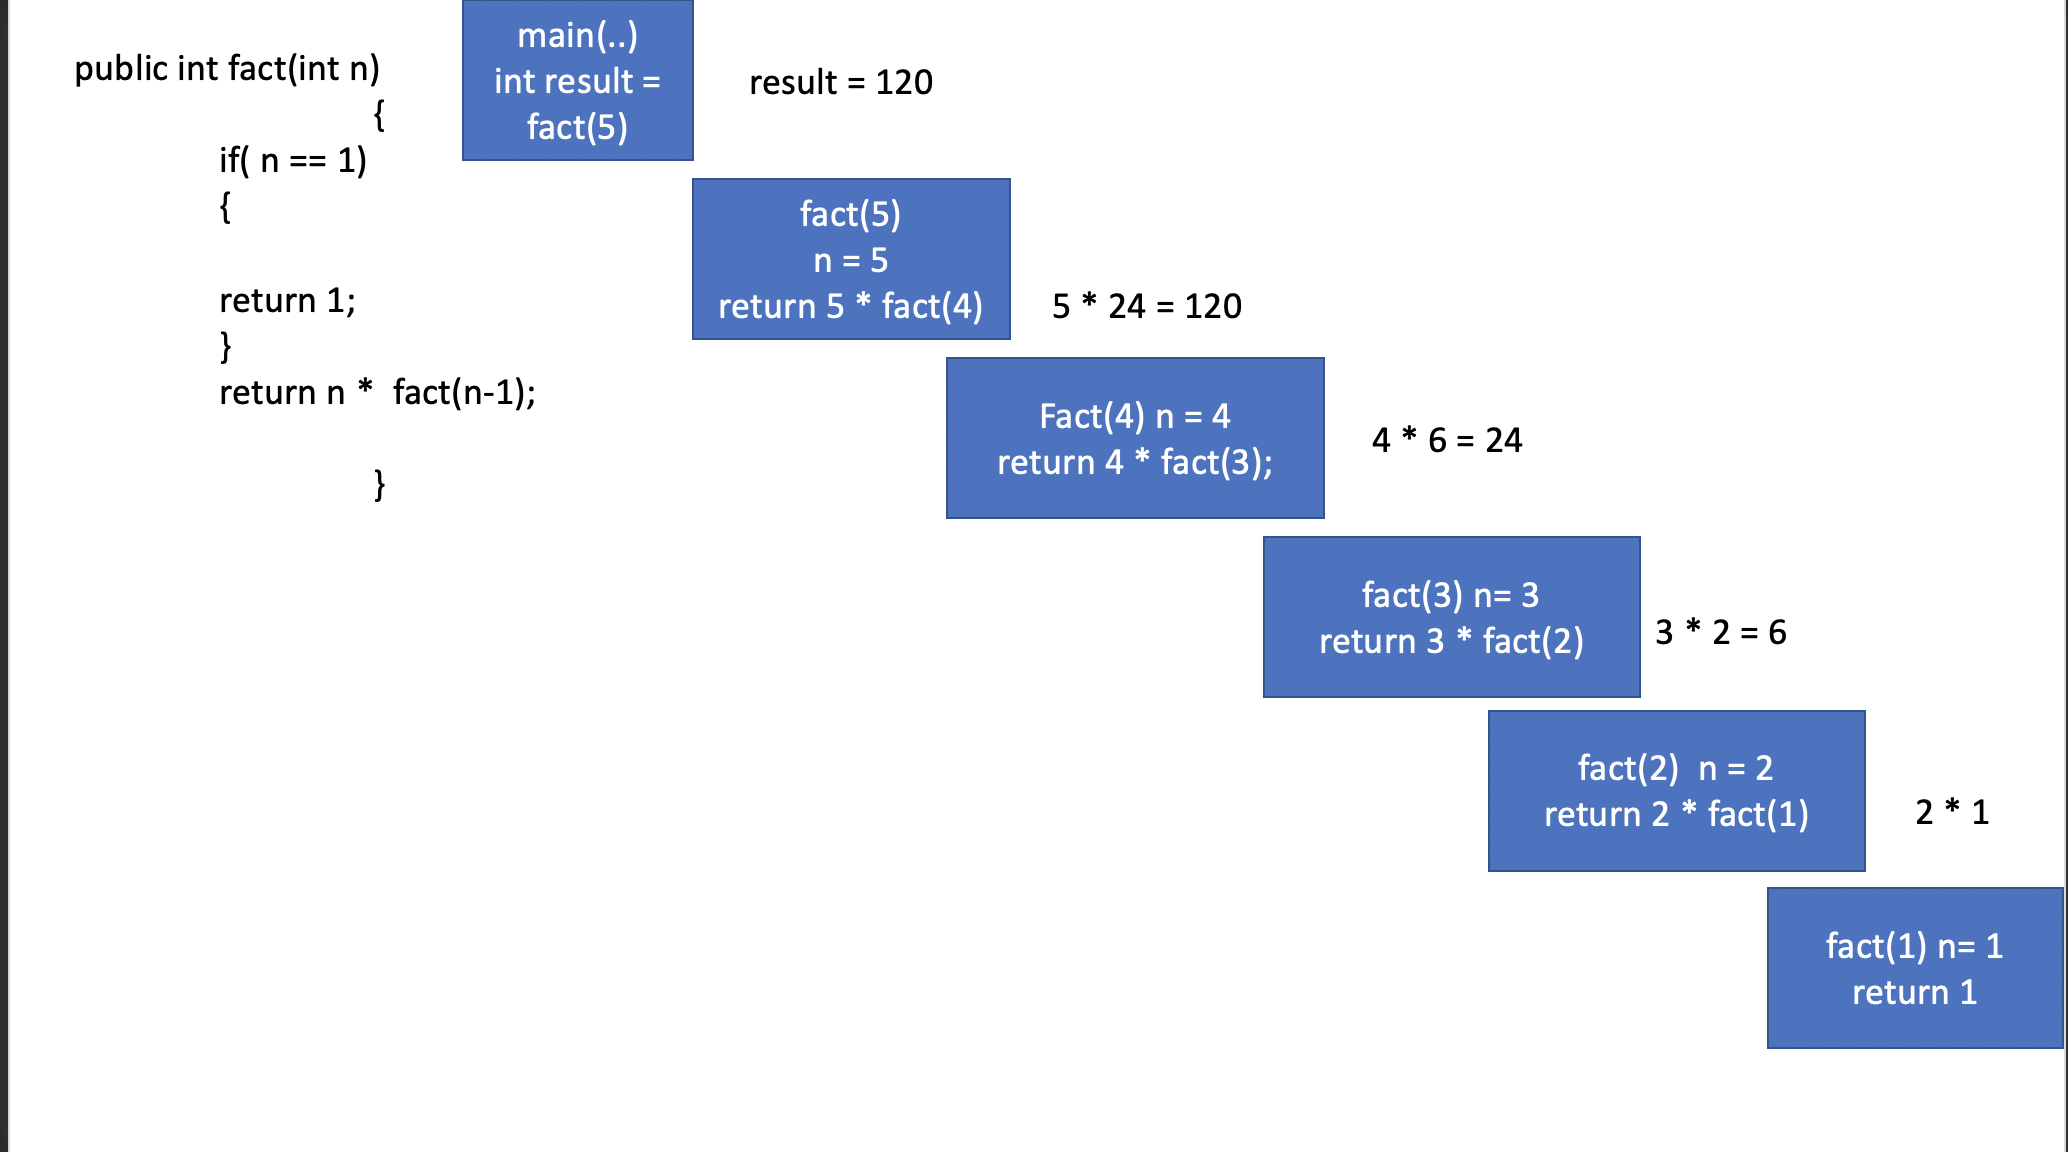 public int fact(int n)
{
if( n == 1)
{
return 1;
}
return n *  fact(n-1);
}
main(..)
int result =
fact(5)
result = 120
fact(5)
n = 5
return 5 * fact(4)
5 * 24 = 120
Fact(4) n = 4
return 4 * fact(3);
4 * 6 = 24
fact(3) n= 3
return 3 * fact(2)
3 * 2 = 6
fact(2)  n = 2
return 2 * fact(1)
2 * 1
fact(1) n= 1
return 1